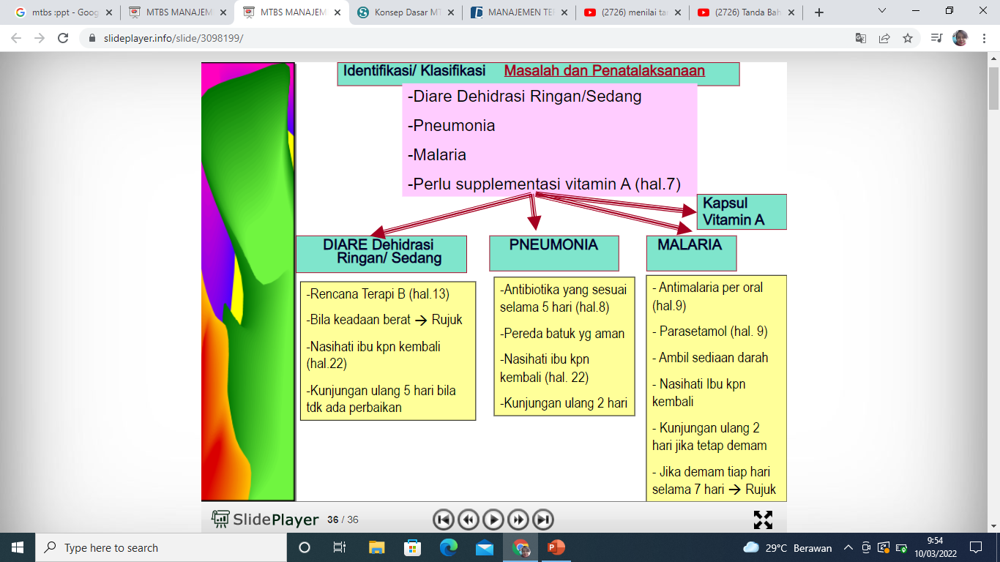 mtbs :ppt - Goog
MTBS MANAJEM
MTBS MANAJEM
Konsep Dasar MT
MANAJEMEN TER
(2726) menilai tan
(2726) Tanda Bah
slideplayer.info/slide/3098199/
Identifikasi/ Klasifikasi Masalah dan Penatalaksanaan
-Diare Dehidrasi Ringan/Sedang
-Pneumonia
-Malaria
-Perlu supplementasi vitamin A (hal.7)
Kapsul
Vitamin A
DIARE Dehidrasi
Ringan/ Sedang
-Rencana Terapi B (hal.13)
-Bila keadaan berat → Rujuk
-Nasihati ibu kpn kembali
(hal.22)
-Kunjungan ulang 5 hari bila
tdk ada perbaikan
PNEUMONIA
-Antibiotika yang sesuai
selama 5 hari (hal.8)
-Pereda batuk yg aman
-Nasihati ibu kpn
kembali (hal. 22)
-Kunjungan ulang 2 hari
MALARIA
- Antimalaria per oral
(hal.9)
- Parasetamol (hal. 9)
- Ambil sediaan darah
- Nasihati Ibu kpn
kembali
- Kunjungan ulang 2
hari jika tetap demam
- Jika demam tiap hari
selama 7 hari → Rujuk
SlidePlayer 36 / 36
Type here to search
29°C Berawan
9:54
10/03/2022